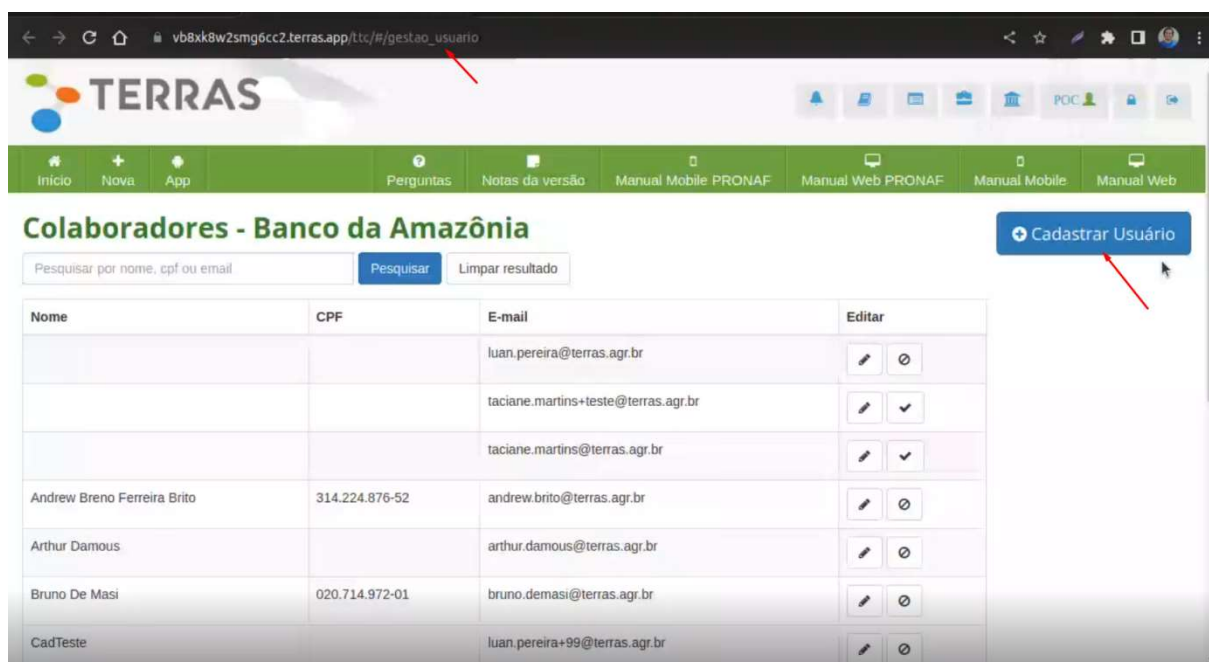 vb8xk8w2smg6cc2.terras.app/ttc/#/gestao_usuario
TERRAS
POC
Início Nova App Perguntas Notas da versão Manual Mobile PRONAF Manual Web PRONAF Manual Mobile Manual Web
Colaboradores - Banco da Amazônia
Cadastrar Usuário
Pesquisar por nome, cpf ou email Pesquisar Limpar resultado
Nome CPF E-mail Editar
luan.pereira@terras.agr.br
taciane.martins+teste@terras.agr.br
taciane.martins@terras.agr.br
Andrew Breno Ferreira Brito 314.224.876-52 andrew.brito@terras.agr.br
Arthur Damous arthur.damous@terras.agr.br
Bruno De Masi 020.714.972-01 bruno.demasi@terras.agr.br
CadTeste luan.pereira+99@terras.agr.br